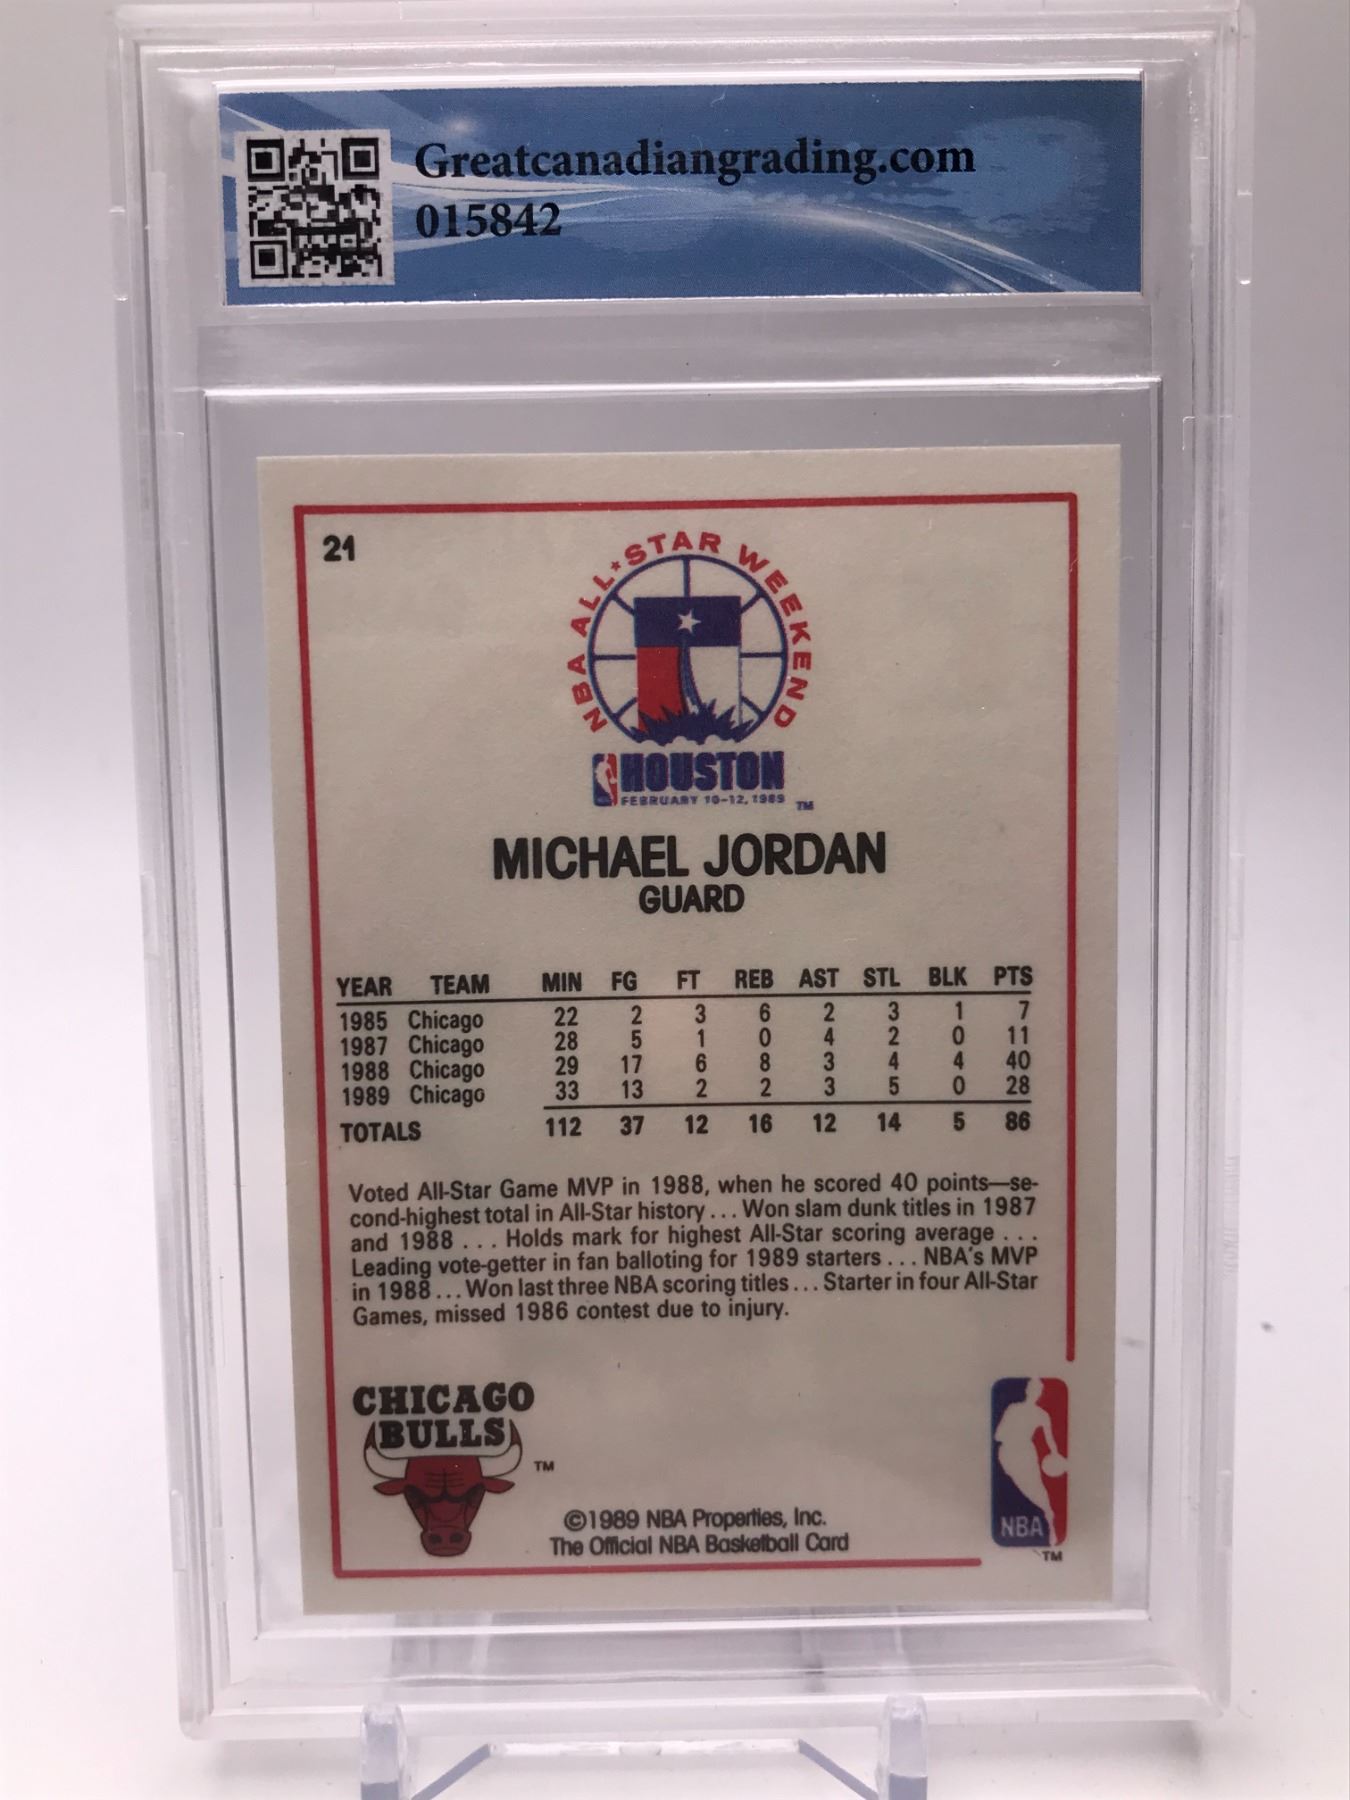 Greatcanadiangrading.com
015842
21
NBA ALL★STAR WEEKEND
HOUSTON
FEBRUARY 10-12, 1989 TM
MICHAEL JORDAN
GUARD
YEAR TEAM MIN FG FT REB AST STL BLK PTS
1985 Chicago 22 2 3 6 2 3 1 7
1987 Chicago 28 5 1 0 4 2 0 11
1988 Chicago 29 17 6 8 3 4 4 40
1989 Chicago 33 13 2 2 3 5 0 28
TOTALS 112 37 12 16 12 14 5 86
Voted All-Star Game MVP in 1988, when he scored 40 points—se-
cond-highest total in All-Star history . . . Won slam dunk titles in 1987
and 1988 . . . Holds mark for highest All-Star scoring average . . .
Leading vote-getter in fan balloting for 1989 starters . . . NBA's MVP
in 1988 . . . Won last three NBA scoring titles . . . Starter in four All-Star
Games, missed 1986 contest due to injury.
CHICAGO
BULLS
TM
©1989 NBA Properties, Inc.
The Official NBA Basketball Card
NBA
TM